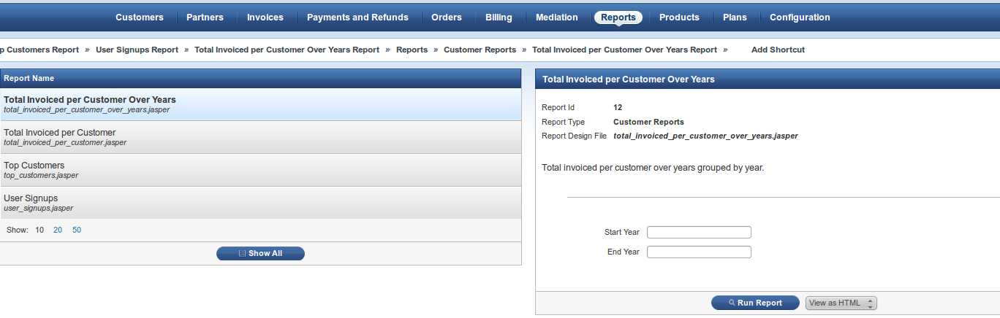 Customers Partners Invoices Payments and Refunds Orders Billing Mediation Reports Products Plans Configuration
p Customers Report » User Signups Report » Total Invoiced per Customer Over Years Report » Reports » Customer Reports » Total Invoiced per Customer Over Years Report » Add Shortcut
Report Name
Total Invoiced per Customer Over Years
total_invoiced_per_customer_over_years.jasper
Total Invoiced per Customer
total_invoiced_per_customer.jasper
Top Customers
top_customers.jasper
User Signups
user_signups.jasper
Show: 10 20 50
Show All
Total Invoiced per Customer Over Years
Report Id 12
Report Type Customer Reports
Report Design File total_invoiced_per_customer_over_years.jasper
Total invoiced per customer over years grouped by year.
Start Year
End Year
Run Report View as HTML